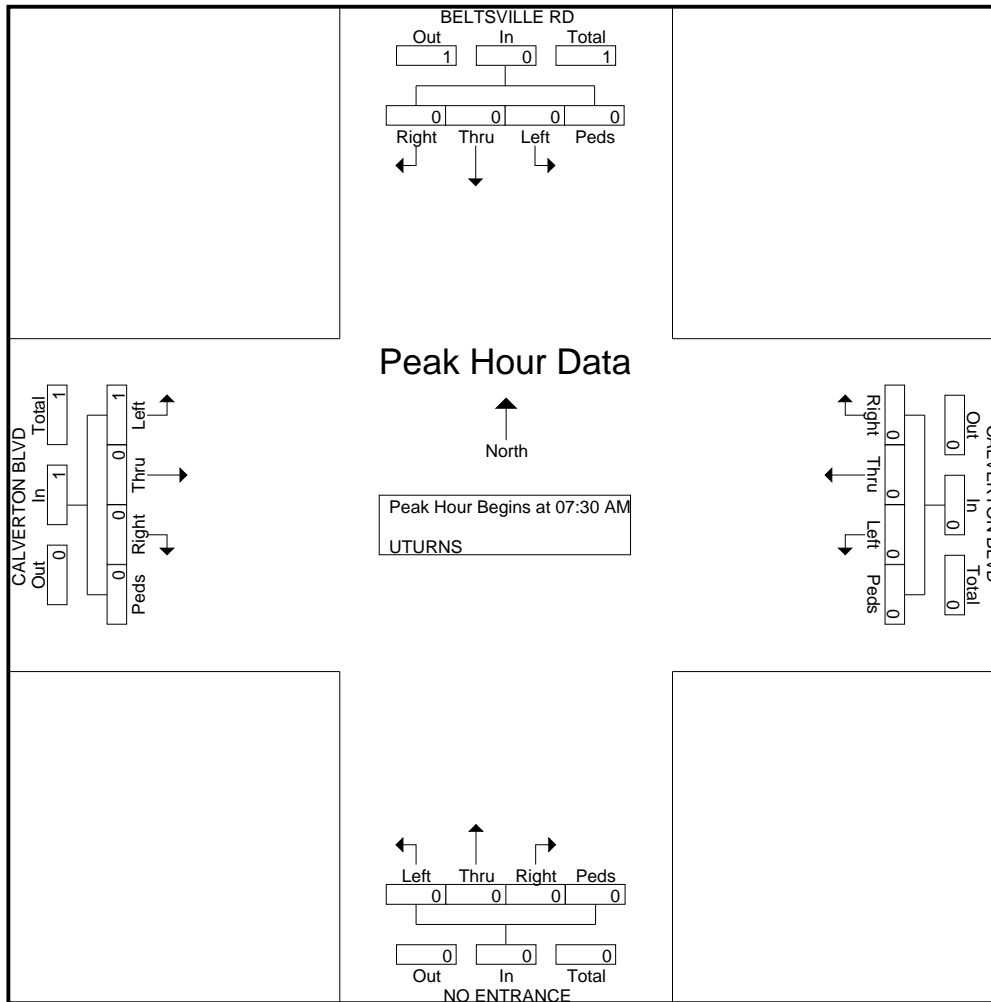 BELTSVILLE RD
Out In Total
1 0 1
0 0 0 0
Right Thru Left Peds
Peak Hour Data
North
Peak Hour Begins at 07:30 AM
UTURNS
CALVERTON BLVD
Total In Out
1 1 0
1 0 0 0
Left Thru Right Peds
Right Thru Left Peds
0 0 0 0
Out In Total
0 0 0
CALVERTON BLVD
Left Thru Right Peds
0 0 0 0
0 0 0
Out In Total
NO ENTRANCE